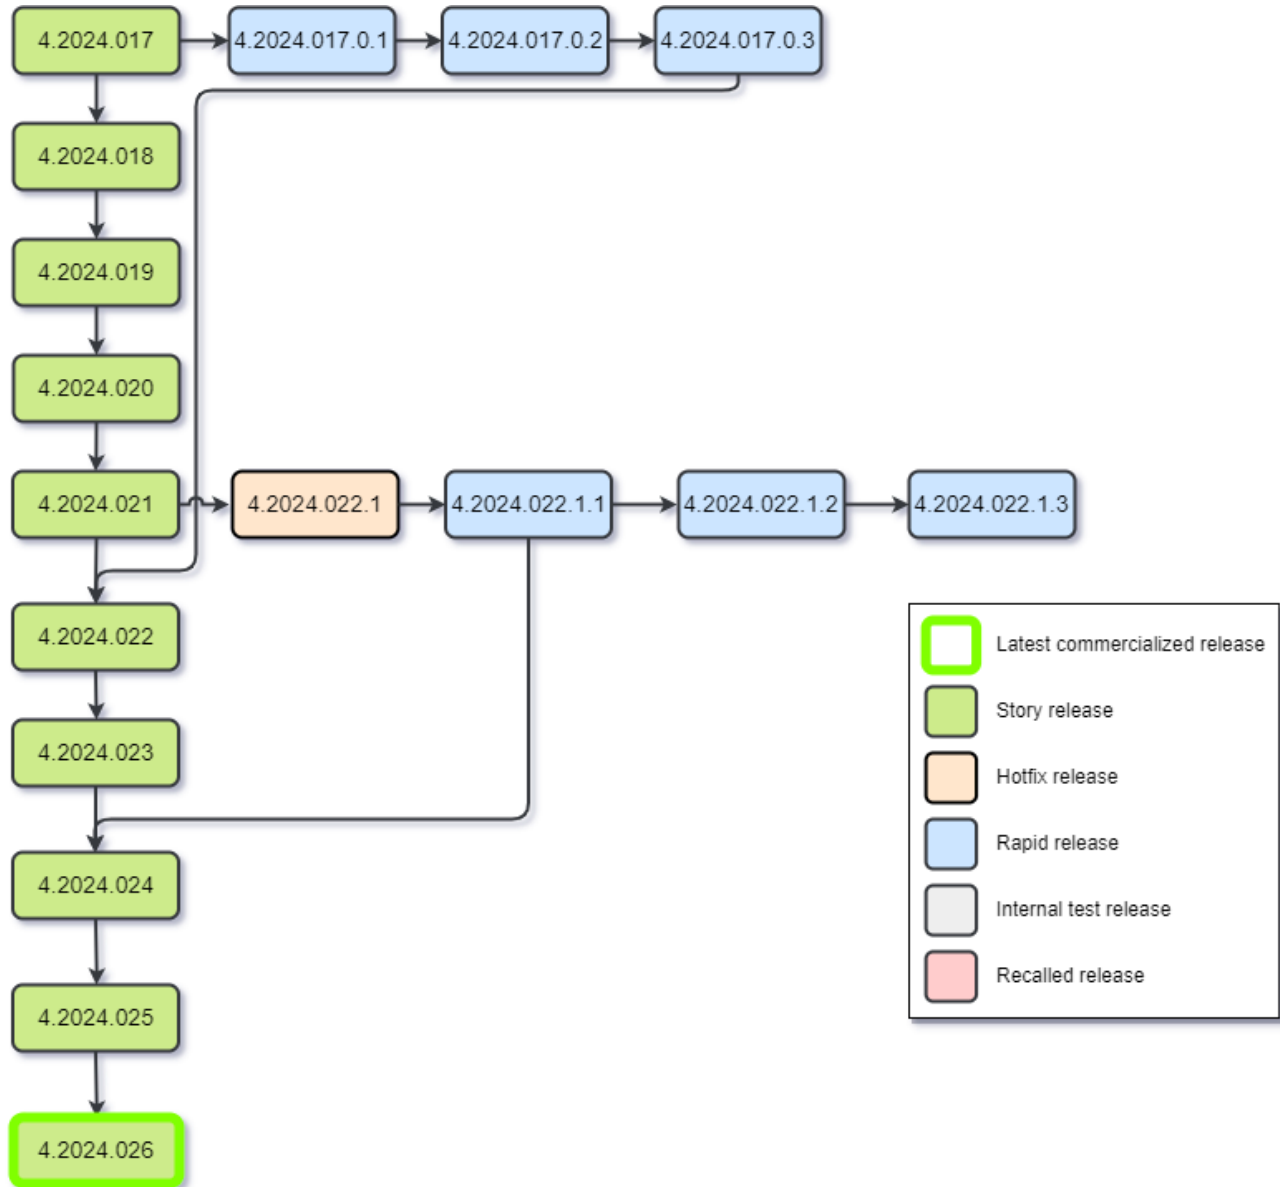 4.2024.017
4.2024.017.0.1
4.2024.017.0.2
4.2024.017.0.3
4.2024.018
4.2024.019
4.2024.020
4.2024.021
4.2024.022.1
4.2024.022.1.1
4.2024.022.1.2
4.2024.022.1.3
4.2024.022
4.2024.023
4.2024.024
4.2024.025
4.2024.026
Latest commercialized release
Story release
Hotfix release
Rapid release
Internal test release
Recalled release